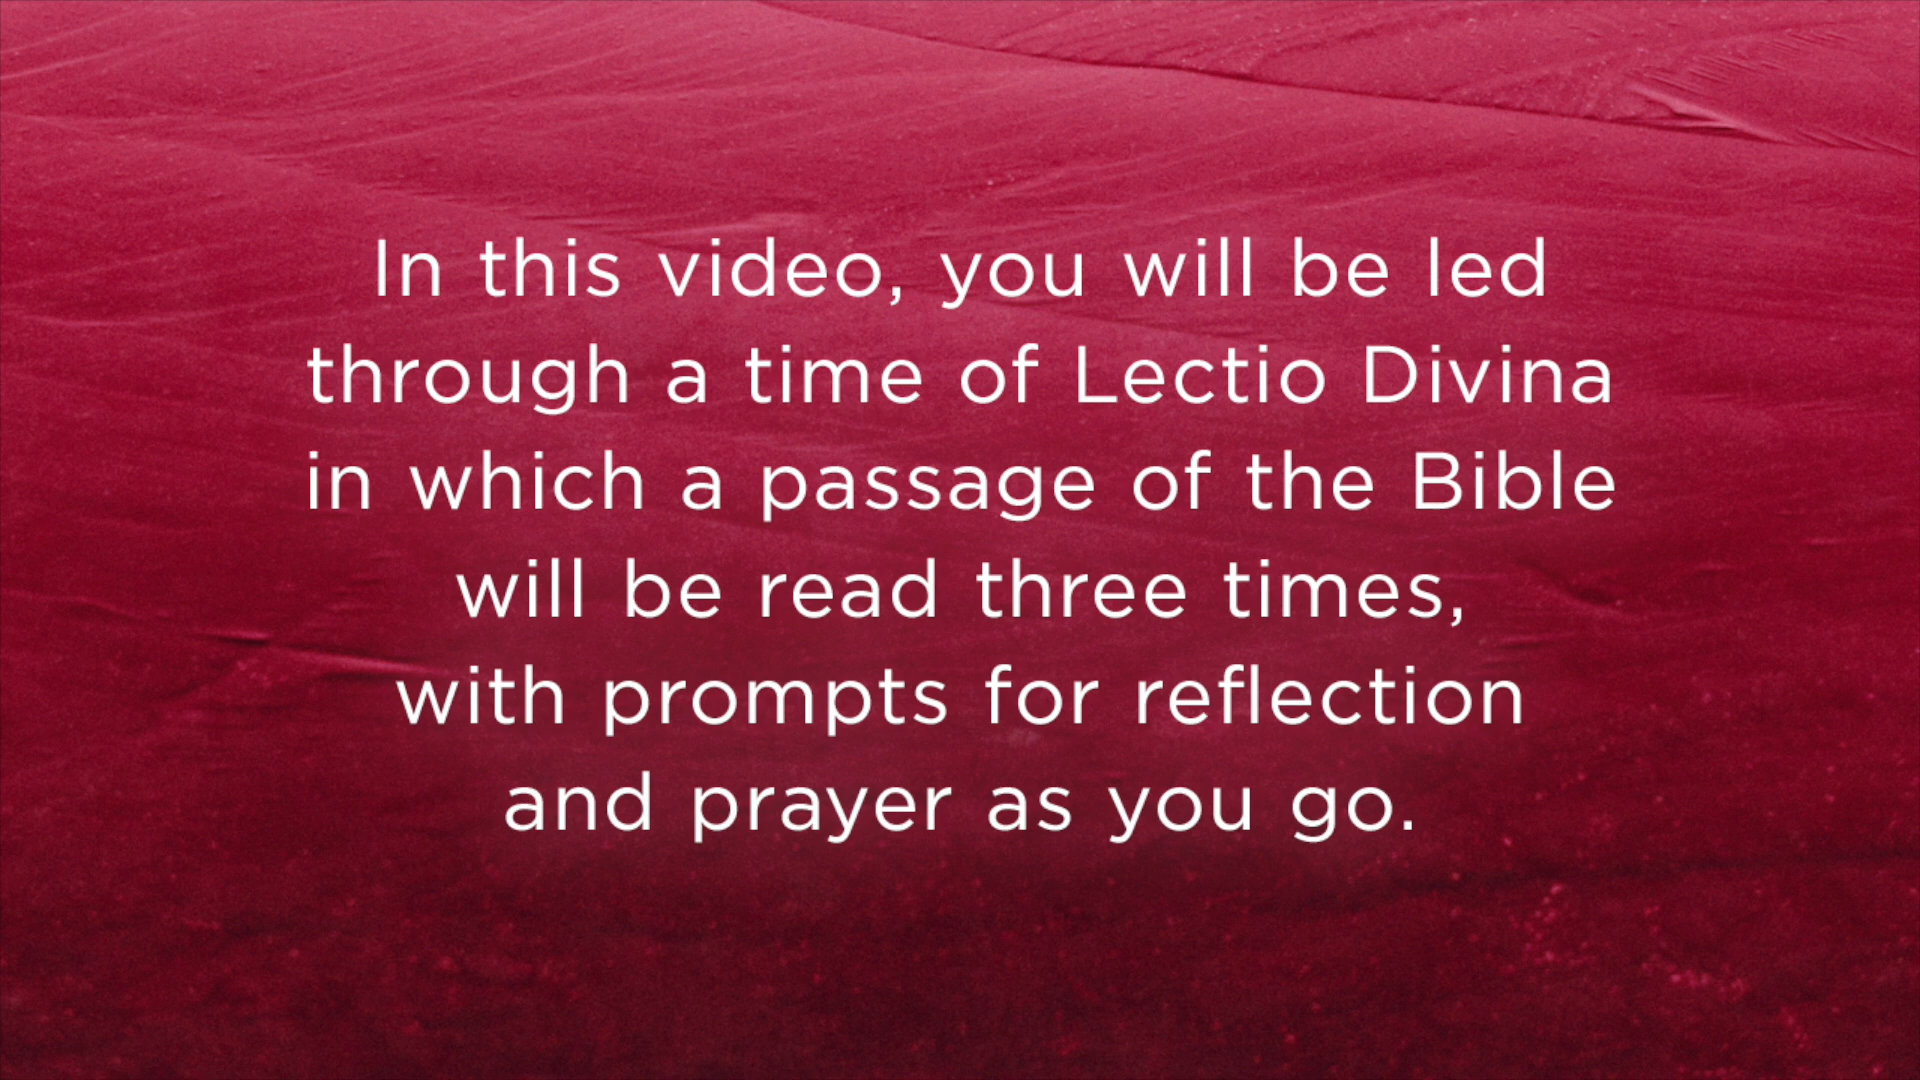 In this video, you will be led
through a time of Lectio Divina
in which a passage of the Bible
will be read three times,
with prompts for reflection
and prayer as you go.